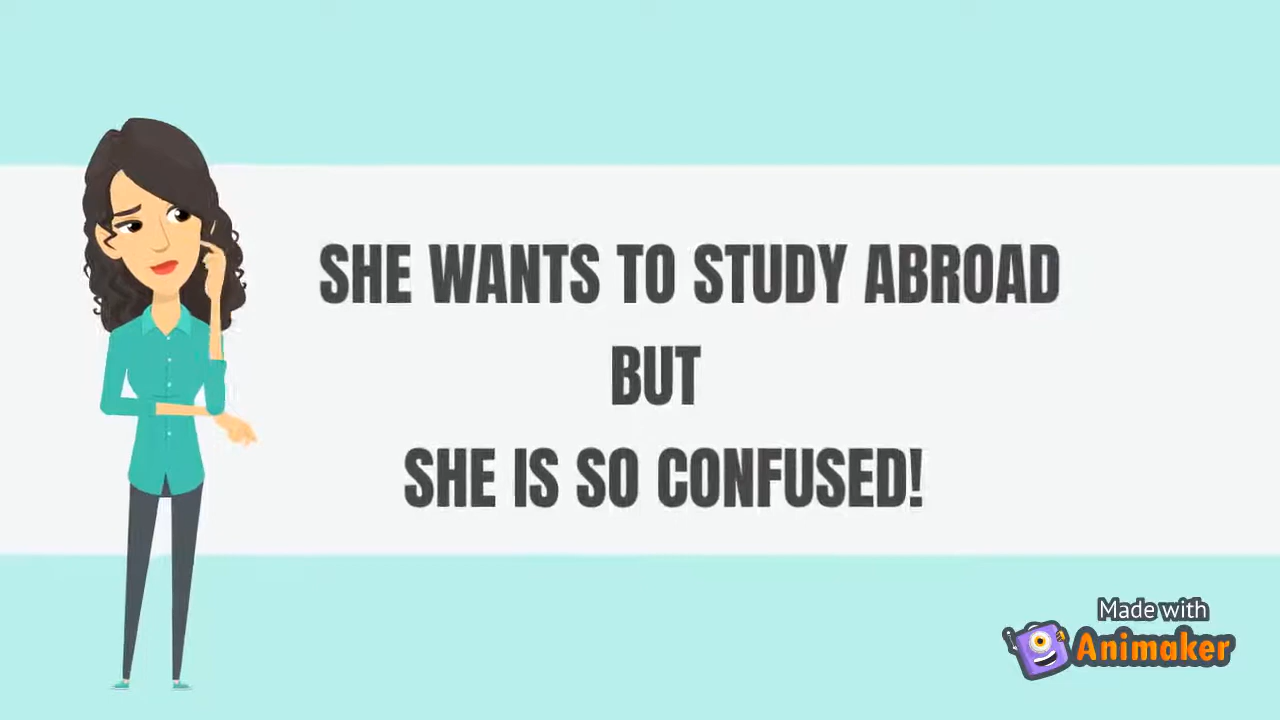 SHE WANTS TO STUDY ABROAD
BUT
SHE IS SO CONFUSED!
Made with
Animaker